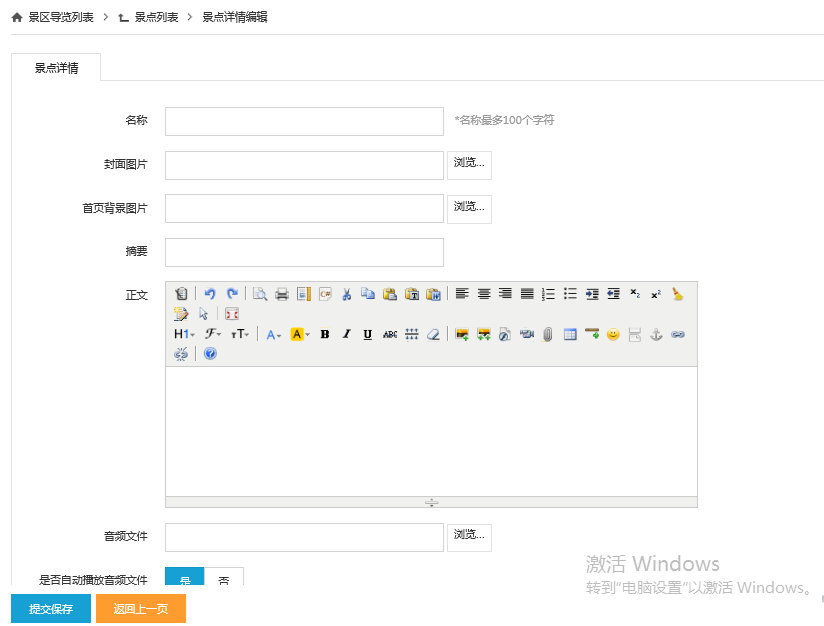 景区导览列表 > 景点列表 > 景点详情编辑
景点详情
名称 *名称最多100个字符
封面图片 浏览...
首页背景图片 浏览...
摘要
正文
H1 F TT A A B I U ABC
音频文件 浏览...
是否自动播放音频文件 是 否
激活 Windows
转到"电脑设置"以激活 Windows。
提交保存 返回上一页